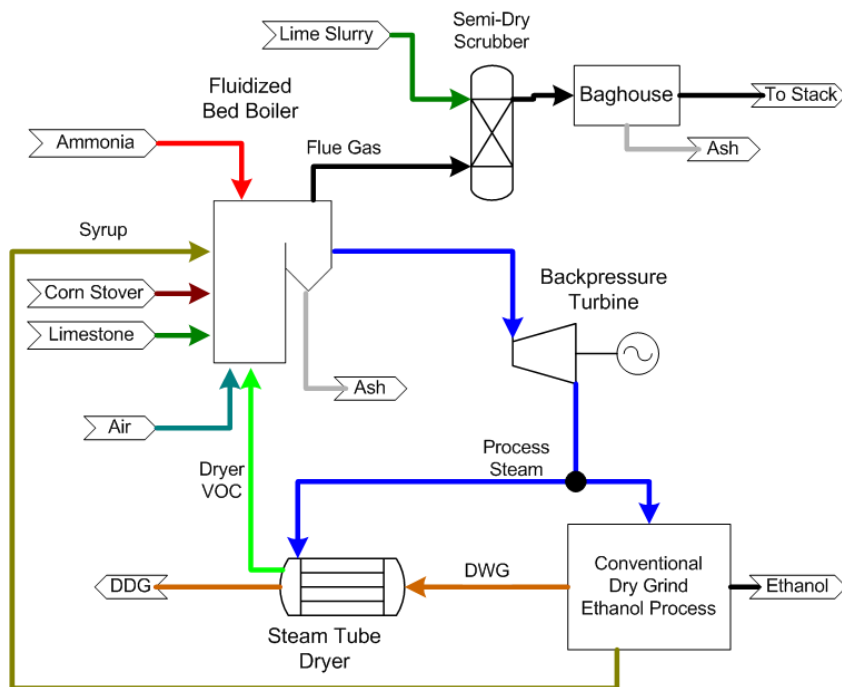 Semi-Dry
Scrubber
Lime Slurry
Fluidized
Bed Boiler
Baghouse
To Stack
Ammonia
Flue Gas
Ash
Syrup
Corn Stover
Backpressure
Turbine
Limestone
Ash
Air
Process
Steam
Dryer
VOC
DDG
DWG
Conventional
Dry Grind
Ethanol Process
Ethanol
Steam Tube
Dryer